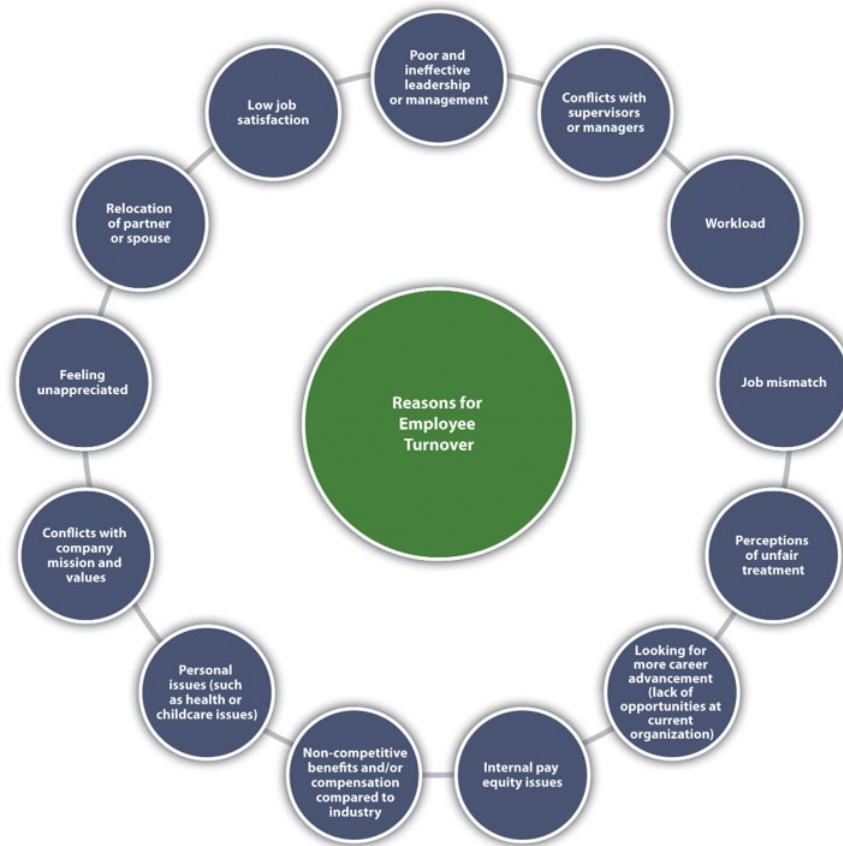 Poor and
ineffective
leadership
or management
Conflicts with
supervisors
or managers
Workload
Job mismatch
Perceptions
of unfair
treatment
Looking for
more career
advancement
(lack of
opportunities at
current
organization)
Internal pay
equity issues
Non-competitive
benefits and/or
compensation
compared to
industry
Personal
issues (such
as health or
childcare issues)
Conflicts with
company
mission and
values
Feeling
unappreciated
Relocation
of partner
or spouse
Low job
satisfaction
Reasons for
Employee
Turnover